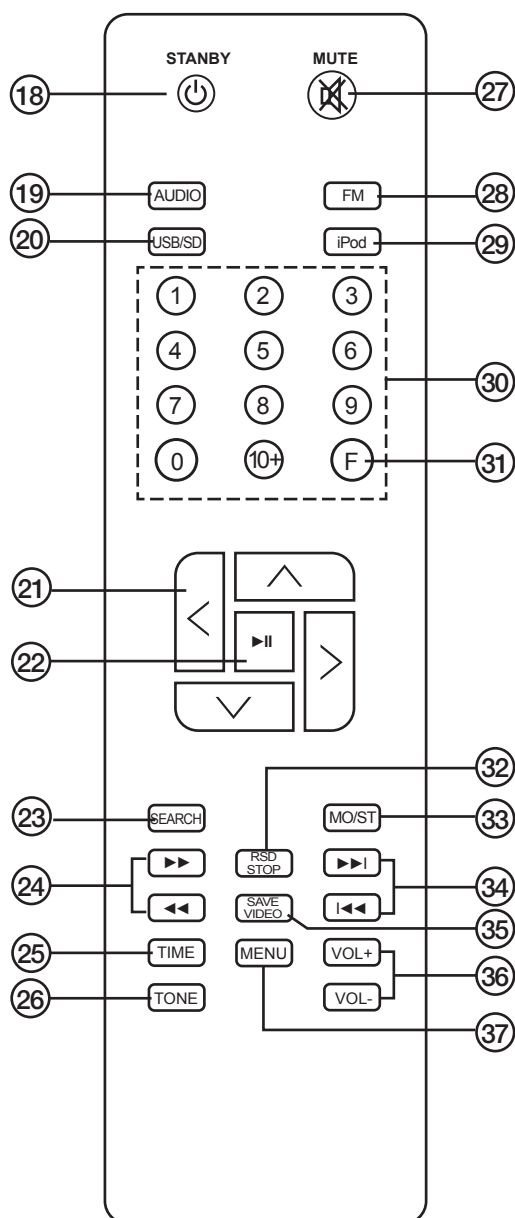 STANBY MUTE
18 27
19 AUDIO FM 28
20 USB/SD iPod 29
1 2 3
4 5 6
30
7 8 9
0 10+ F 31
21
22
32
23 SEARCH RSD STOP MO/ST 33
24 34
SAVE VIDEO
35
25 TIME MENU VOL+
36
26 TONE VOL-
37